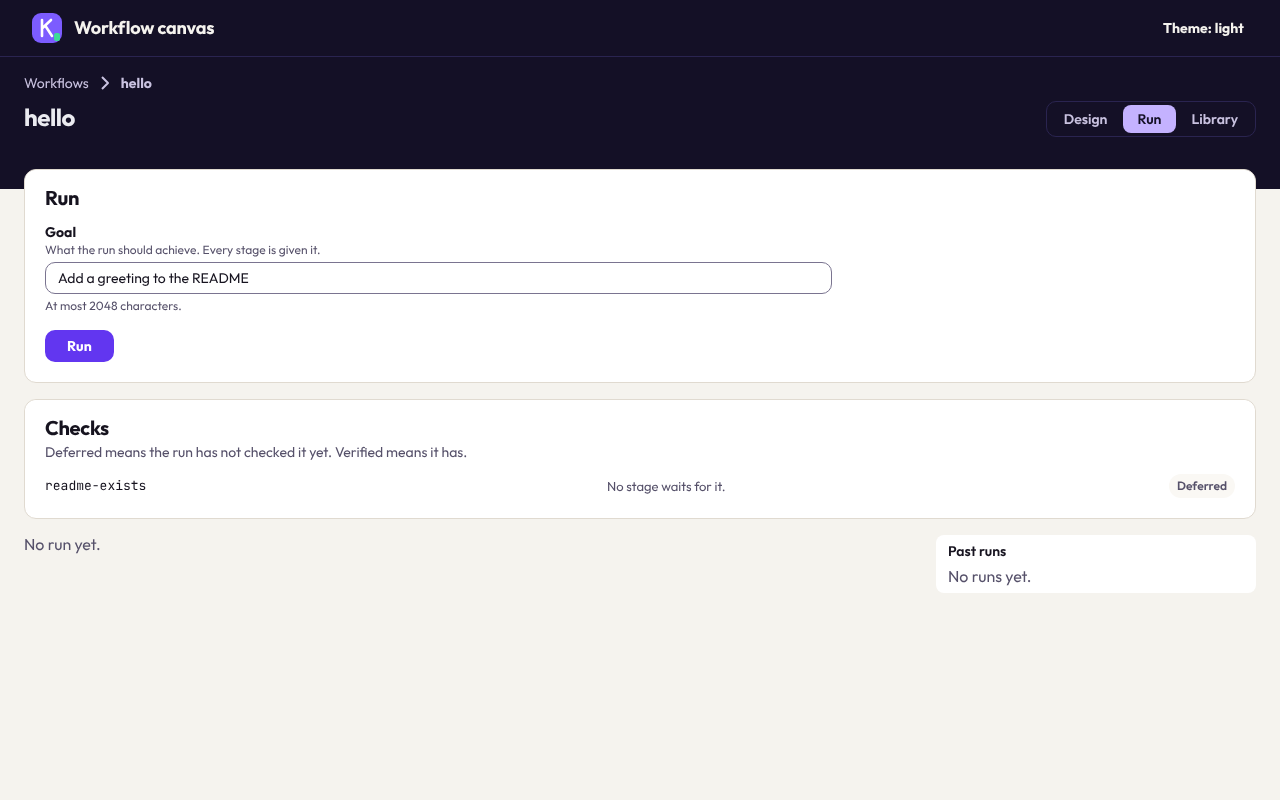 Workflow canvas
Theme: light
Workflows > hello
hello
Design Run Library
Run
Goal
What the run should achieve. Every stage is given it.
Add a greeting to the README
At most 2048 characters.
Run
Checks
Deferred means the run has not checked it yet. Verified means it has.
readme-exists No stage waits for it. Deferred
No run yet.
Past runs
No runs yet.